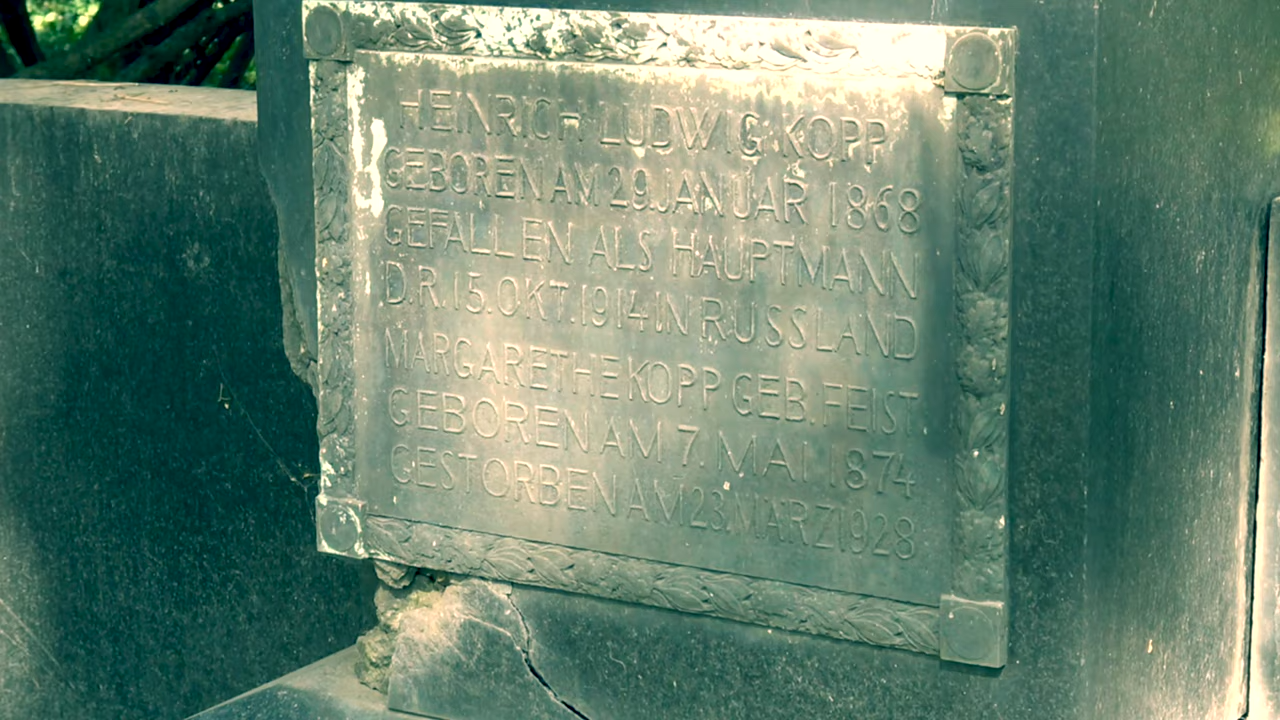 HEINRICH LUDWIG KOPP
GEBOREN AM 29. JANUAR 1868
GEFALLEN ALS HAUPTMANN
D.R. 15. OKT. 1914 IN RUSSLAND
MARGARETHE KOPP GEB. FEIST.
GEBOREN AM 7. MAI 1874
GESTORBEN AM 23. MÄRZ 1928